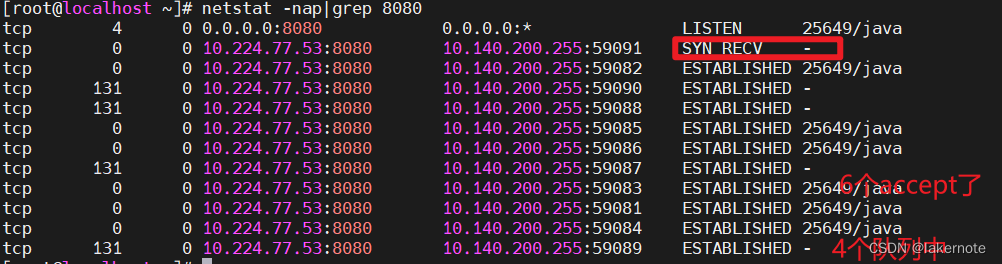 [root@localhost ~]# netstat -nap|grep 8080
tcp 4 0 0.0.0.0:8080 0.0.0.0:* LISTEN 25649/java
tcp 0 0 10.224.77.53:8080 10.140.200.255:59091 SYN_RECV -
tcp 0 0 10.224.77.53:8080 10.140.200.255:59082 ESTABLISHED 25649/java
tcp 131 0 10.224.77.53:8080 10.140.200.255:59090 ESTABLISHED -
tcp 131 0 10.224.77.53:8080 10.140.200.255:59088 ESTABLISHED -
tcp 0 0 10.224.77.53:8080 10.140.200.255:59085 ESTABLISHED 25649/java
tcp 0 0 10.224.77.53:8080 10.140.200.255:59086 ESTABLISHED 25649/java
tcp 131 0 10.224.77.53:8080 10.140.200.255:59087 ESTABLISHED -
tcp 0 0 10.224.77.53:8080 10.140.200.255:59083 ESTABLISHED 25649/java
6个accept了
tcp 0 0 10.224.77.53:8080 10.140.200.255:59081 ESTABLISHED 25649/java
tcp 0 0 10.224.77.53:8080 10.140.200.255:59084 ESTABLISHED 25649/java
tcp 131 0 10.224.77.53:8080 10.140.200.255:59089 ESTABLISHED -
4个队列中
CSDN @lakernote
[root@localhost ~]#